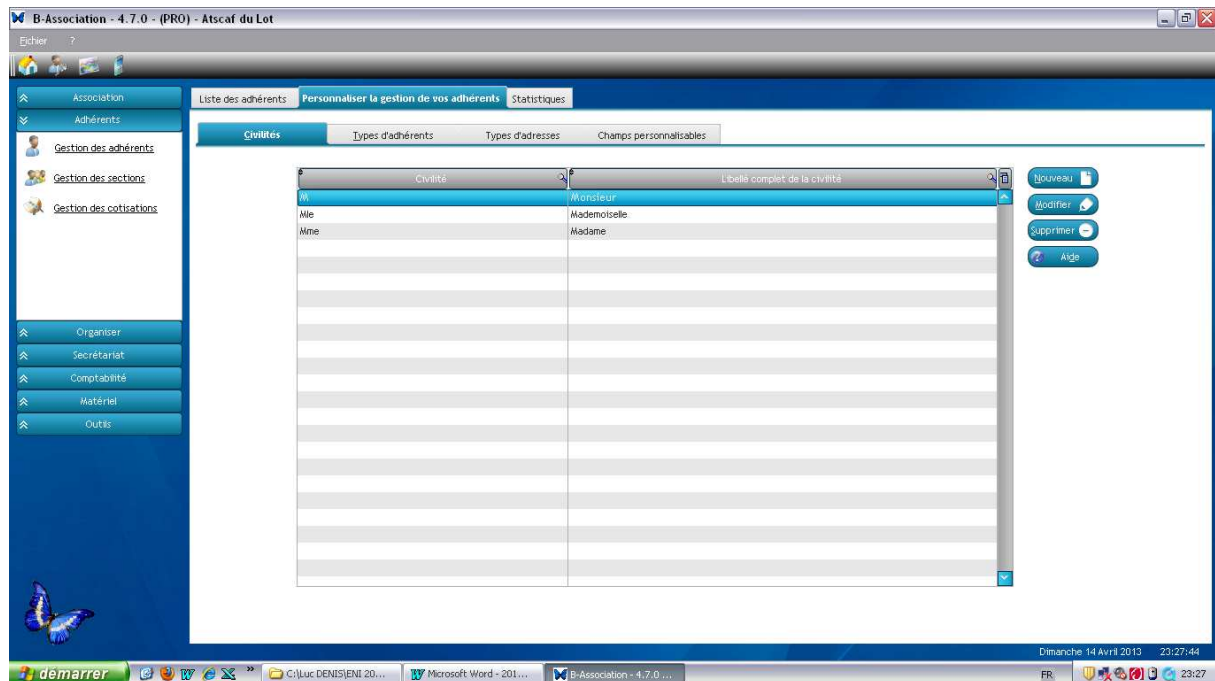 B-Association - 4.7.0 - (PRO) - Atscaf du Lot
Fichier ?
Association
Adhérents
Gestion des adhérents
Gestion des sections
Gestion des cotisations
Organiser
Secrétariat
Comptabilité
Matériel
Outils
Liste des adhérents Personnaliser la gestion de vos adhérents Statistiques
Civilités Types d'adhérents Types d'adresses Champs personnalisables
Civilité Libellé complet de la civilité
M Monsieur
Mle Mademoiselle
Mme Madame
Nouveau
Modifier
Supprimer
Aide
Dimanche 14 Avril 2013 23:27:44
démarrer C:\Luc DENIS\ENI 20... Microsoft Word - 201... B-Association - 4.7.0 ... FR 23:27